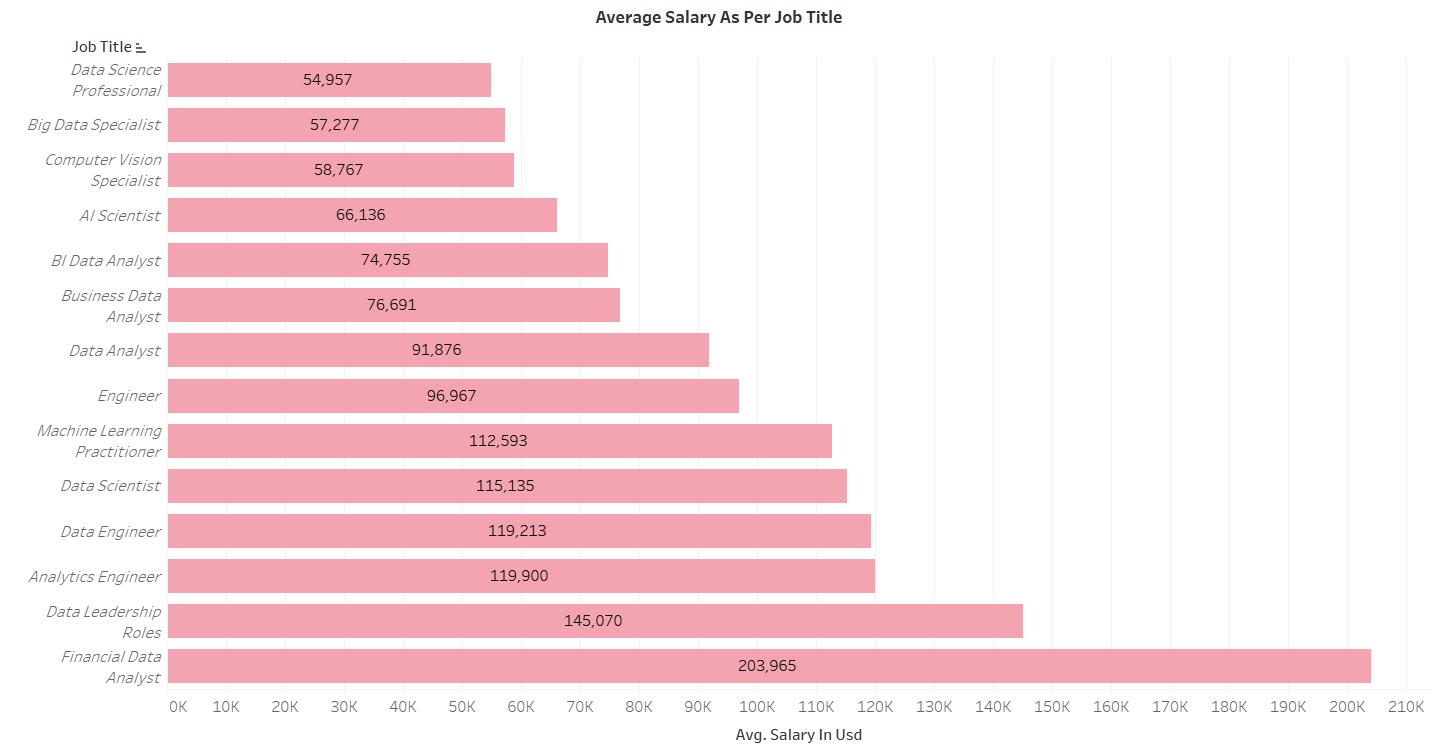 Average Salary As Per Job Title
Job Title
Data Science
Professional
54,957
Big Data Specialist
57,277
Computer Vision
Specialist
58,767
AI Scientist
66,136
BI Data Analyst
74,755
Business Data
Analyst
76,691
Data Analyst
91,876
Engineer
96,967
Machine Learning
Practitioner
112,593
Data Scientist
115,135
Data Engineer
119,213
Analytics Engineer
119,900
Data Leadership
Roles
145,070
Financial Data
Analyst
203,965
0K 10K 20K 30K 40K 50K 60K 70K 80K 90K 100K 110K 120K 130K 140K 150K 160K 170K 180K 190K 200K 210K
Avg. Salary In Usd